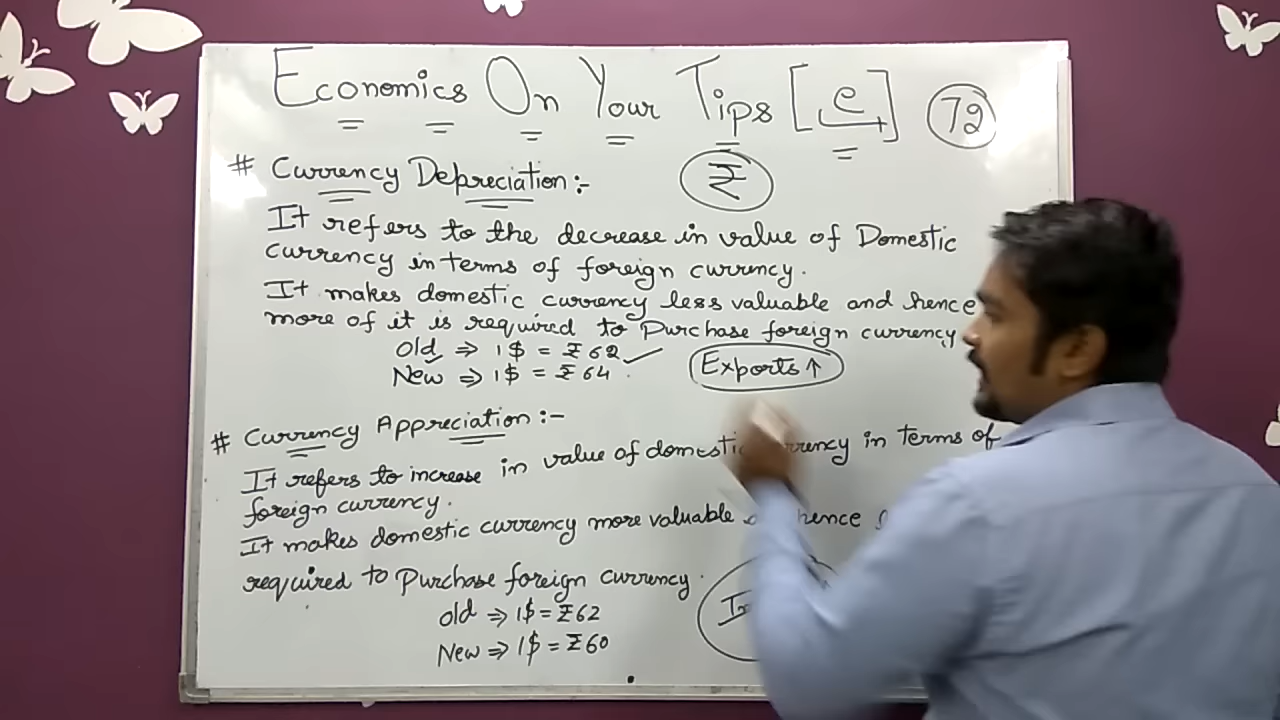 Economics On Your Tips [e] 72
# Currency Depreciation :-
₹
It refers to the decrease in value of Domestic
currency in terms of foreign currency.
It makes domestic currency less valuable and hence
more of it is required to Purchase foreign currency
Old ⇒ 1$ = ₹ 62 ✓
New ⇒ 1$ = ₹ 64 .
Exports ↑
# Currency Appreciation :-
It refers to increase in value of domestic currency in terms of
foreign currency.
It makes domestic currency more valuable hence
required to Purchase foreign currency.
Old ⇒ 1$ = ₹62
New ⇒ 1$ = ₹60